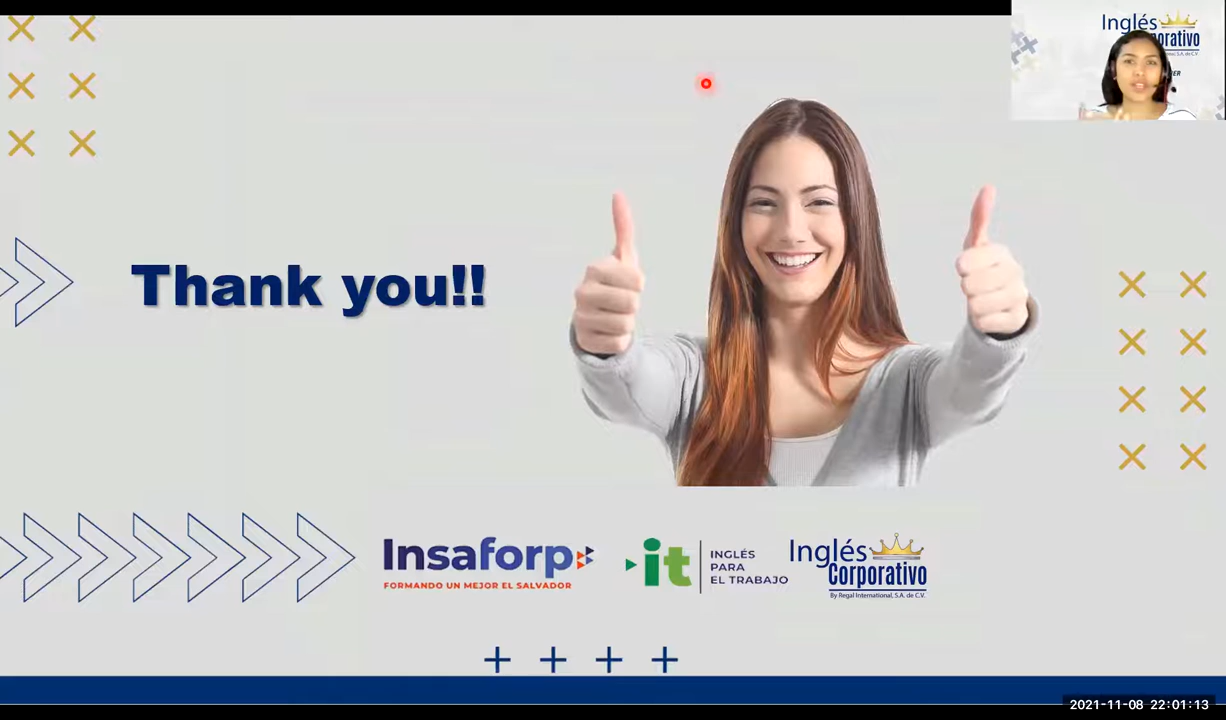 Inglés
porativo
Thank you!!
Insaforp
FORMANDO UN MEJOR EL SALVADOR
it
INGLÉS
PARA
EL TRABAJO
Inglés
Corporativo
By Regal International, S.A. de C.V.
2021-11-08 22:01:13